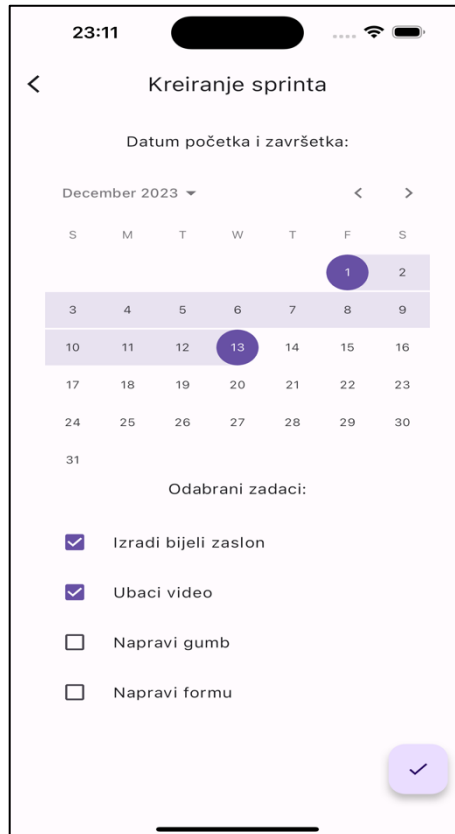 23:11
Kreiranje sprinta
Datum početka i završetka:
December 2023
S M T W T F S
1 2
3 4 5 6 7 8 9
10 11 12 13 14 15 16
17 18 19 20 21 22 23
24 25 26 27 28 29 30
31
Odabrani zadaci:
Izradi bijeli zaslon
Ubaci video
Napravi gumb
Napravi formu